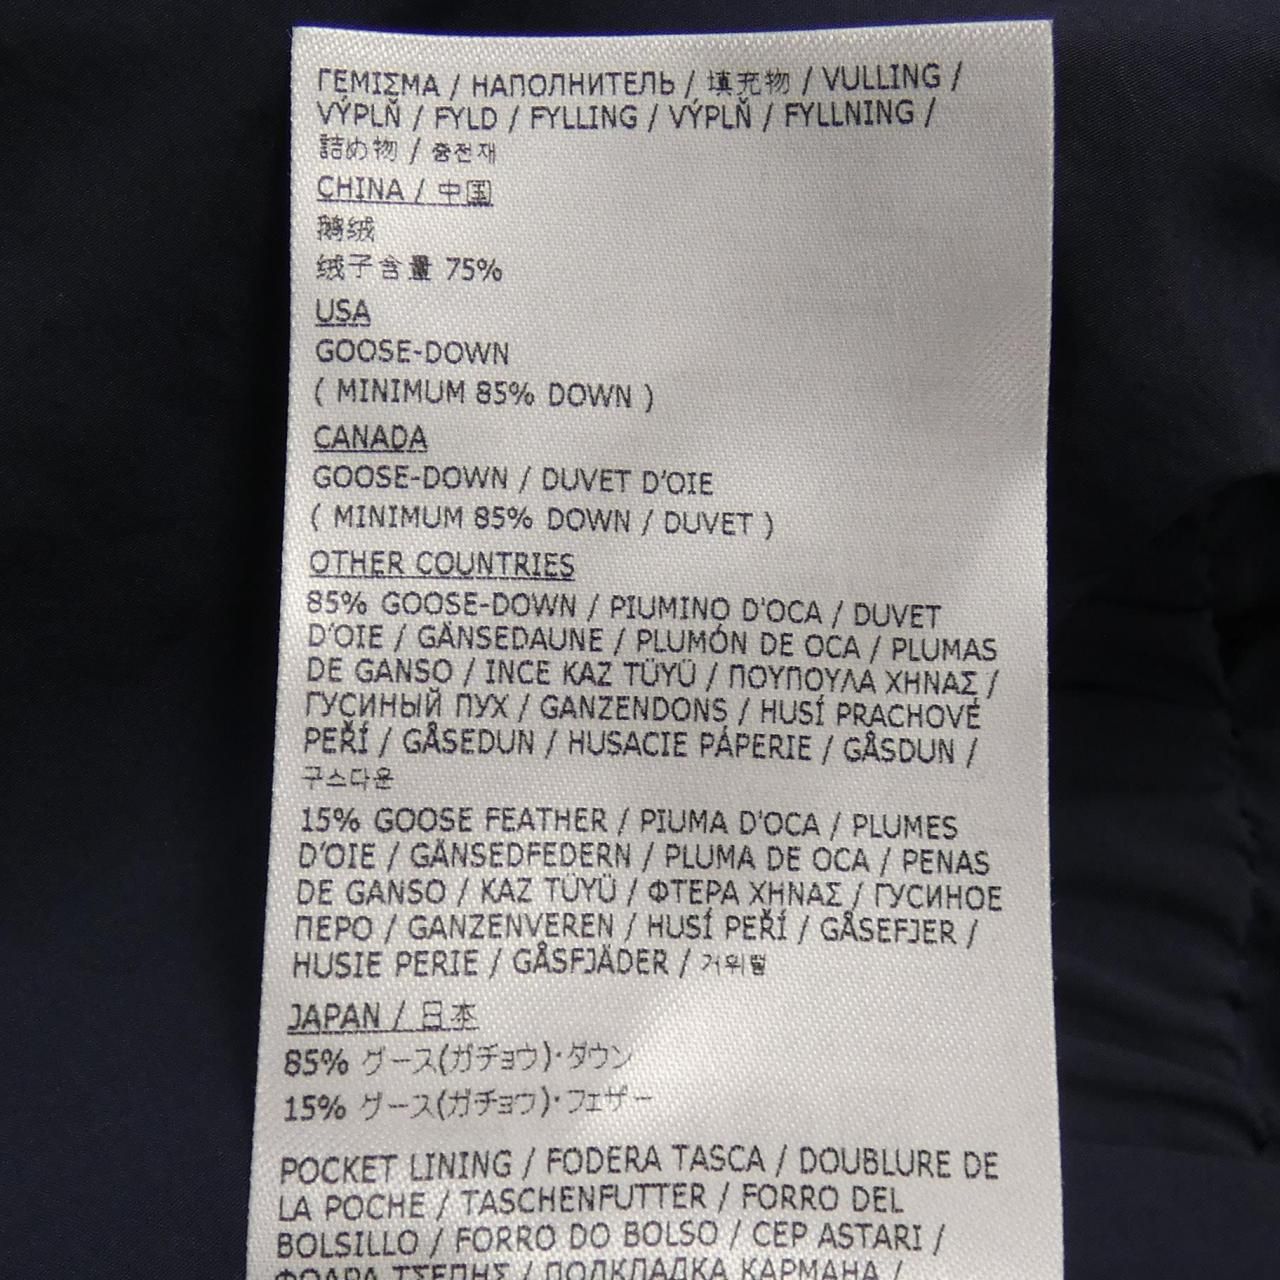 ΓΕΜΙΣΜΑ / НАПОЛНИТЕЛЬ / 填充物 / VULLING /
VÝPLŇ / FYLD / FYLLING / VÝPLŇ / FYLLNING /
詰め物 / 충전재
CHINA / 中国
鹅绒
绒子含量 75%
USA
GOOSE-DOWN
( MINIMUM 85% DOWN )
CANADA
GOOSE-DOWN / DUVET D'OIE
( MINIMUM 85% DOWN / DUVET )
OTHER COUNTRIES
85% GOOSE-DOWN / PIUMINO D'OCA / DUVET
D'OIE / GÄNSEDAUNE / PLUMÓN DE OCA / PLUMAS
DE GANSO / INCE KAZ TÜYÜ / ΠΟΥΠΟΥΛΑ ΧΗΝΑΣ /
ГУСИНЫЙ ПУХ / GANZENDONS / HUSÍ PRACHOVÉ
PEŘÍ / GÅSEDUN / HUSACIE PÁPERIE / GÅSDUN /
구스다운
15% GOOSE FEATHER / PIUMA D'OCA / PLUMES
D'OIE / GÄNSEDFEDERN / PLUMA DE OCA / PENAS
DE GANSO / KAZ TÜYÜ / ΦΤΕΡΑ ΧΗΝΑΣ / ГУСИНОЕ
ПЕРО / GANZENVEREN / HUSÍ PEŘÍ / GÅSEFJER /
HUSIE PERIE / GÅSFJÄDER / 거위털
JAPAN / 日本
85% グース(ガチョウ)・ダウン
15% グース(ガチョウ)・フェザー
POCKET LINING / FODERA TASCA / DOUBLURE DE
LA POCHE / TASCHENFUTTER / FORRO DEL
BOLSILLO / FORRO DO BOLSO / CEP ASTARI /
ΦΟΔΡΑ ΤΣΕΠΗΣ / ПОДКЛАДКА КАРМАНА /